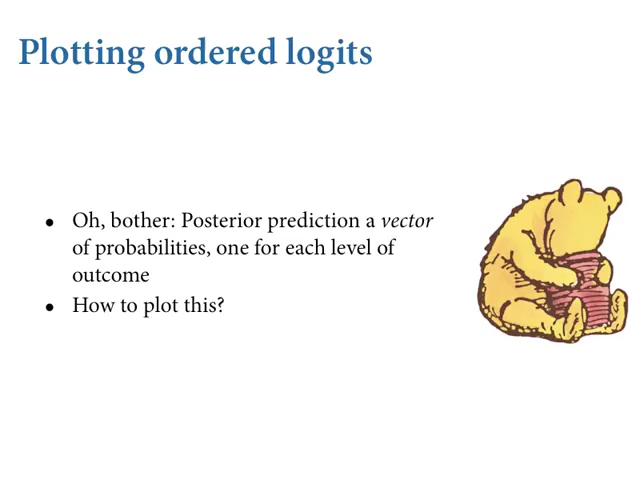 Plotting ordered logits
• Oh, bother: Posterior prediction a vector
of probabilities, one for each level of
outcome
• How to plot this?